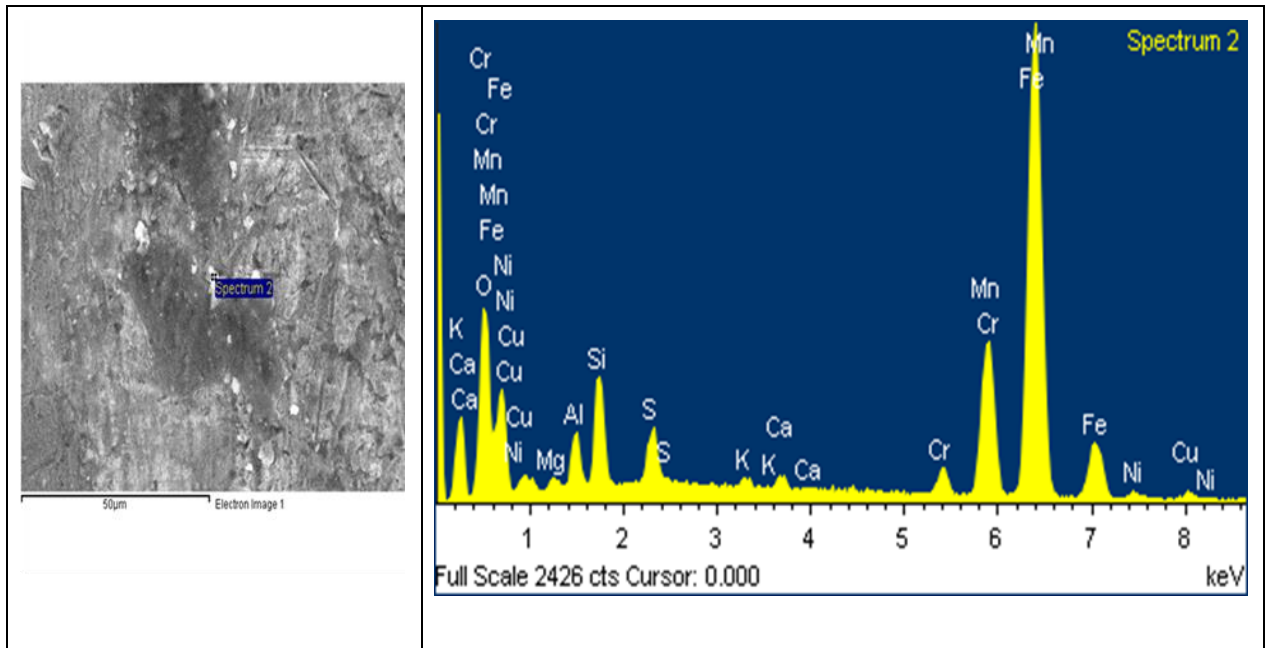 Spectrum 2
50µm
Electron Image 1
Spectrum 2
Cr
Fe
Cr
Mn
Mn
Fe
Ni
O
Ni
K
Cu
Ca
Cu
Ca
Cu
Ni
Mg
Al
Si
S
S
K
K
Ca
Ca
Cr
Mn
Cr
Mn
Fe
Fe
Ni
Cu
Ni
1 2 3 4 5 6 7 8
Full Scale 2426 cts Cursor: 0.000
keV